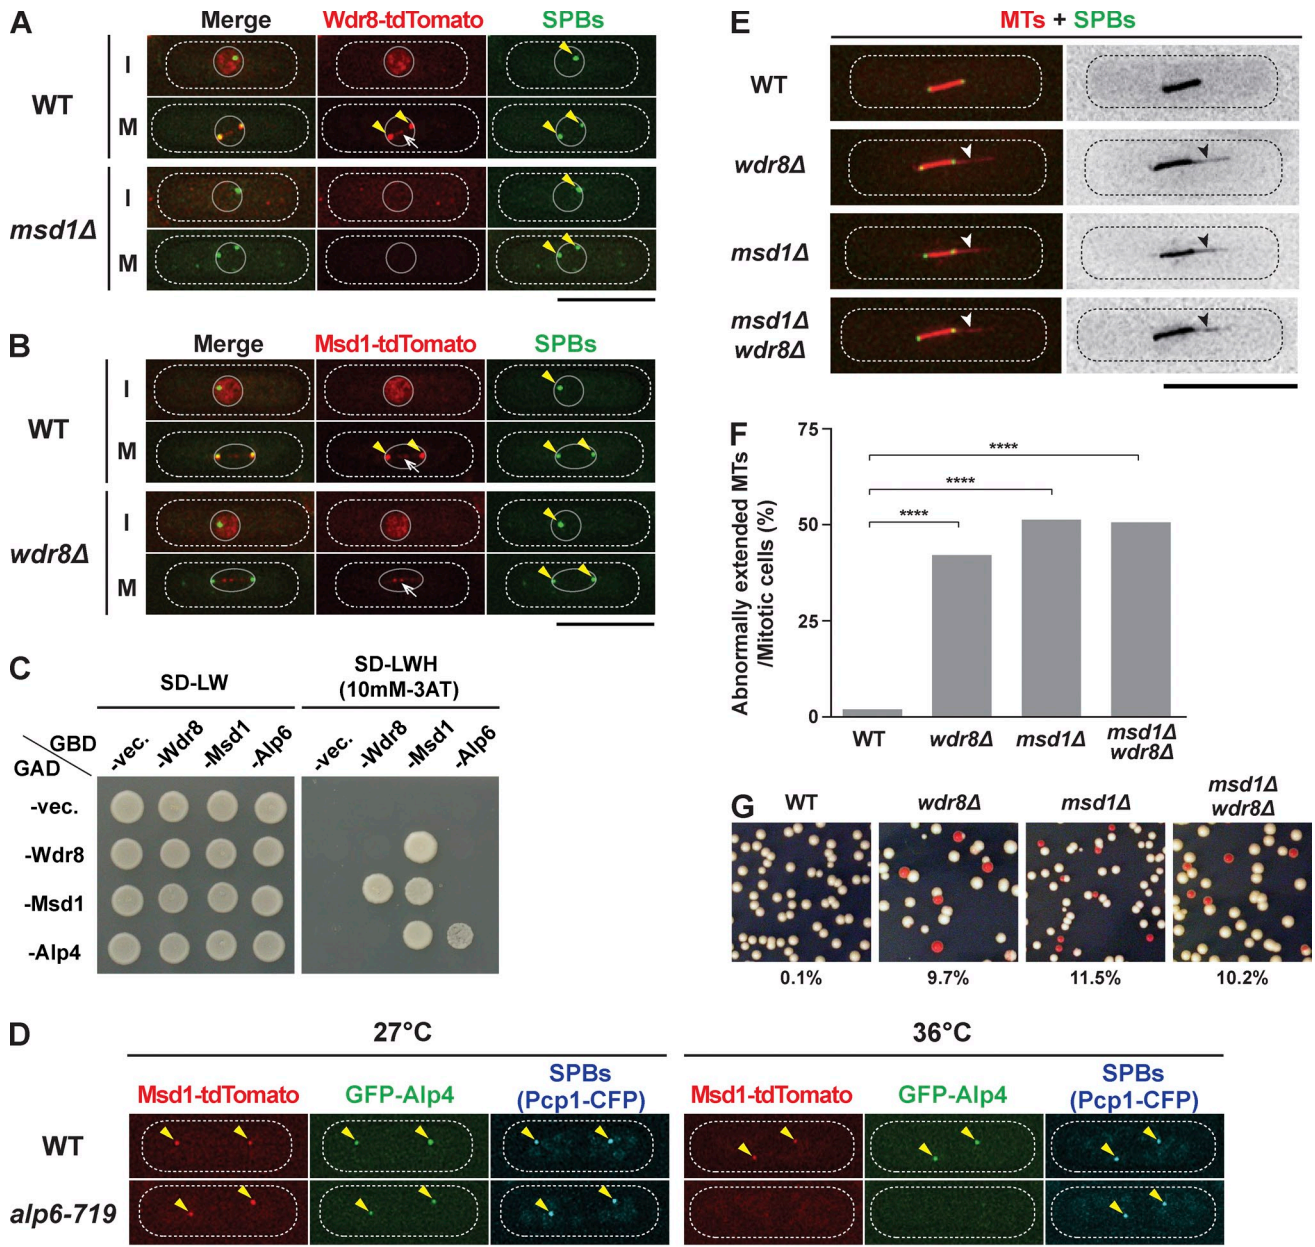 A
Merge Wdr8-tdTomato SPBs
WT
I
M
msd1Δ
I
M
B
Merge Msd1-tdTomato SPBs
WT
I
M
wdr8Δ
I
M
C
SD-LW
SD-LWH
(10mM-3AT)
GBD
GAD
-vec. -Wdr8 -Msd1 -Alp6
-vec. -Wdr8 -Msd1 -Alp6
-vec.
-Wdr8
-Msd1
-Alp4
D
27°C
36°C
Msd1-tdTomato GFP-Alp4 SPBs
(Pcp1-CFP)
Msd1-tdTomato GFP-Alp4 SPBs
(Pcp1-CFP)
WT
alp6-719
E
MTs + SPBs
WT
wdr8Δ
msd1Δ
msd1Δ
wdr8Δ
F
Abnormally extended MTs
/Mitotic cells (%)
75
50
25
0
****
****
****
WT
wdr8Δ
msd1Δ
msd1Δ
wdr8Δ
G
WT
wdr8Δ
msd1Δ
msd1Δ
wdr8Δ
0.1% 9.7% 11.5% 10.2%